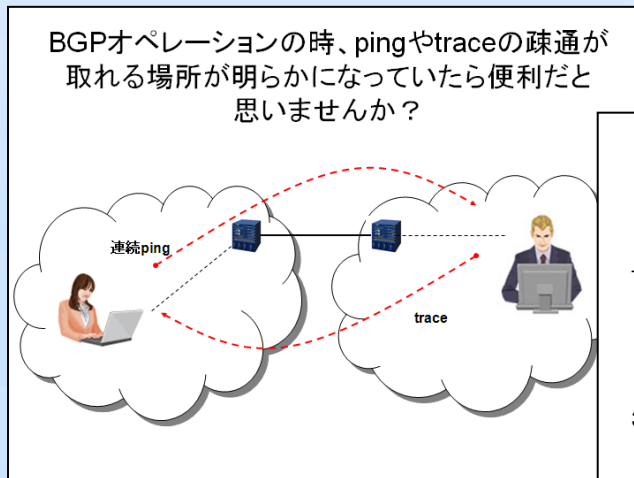 BGPオペレーションの時、pingやtraceの疎通が
取れる場所が明らかになっていたら便利だと
思いませんか？
連続ping
trace